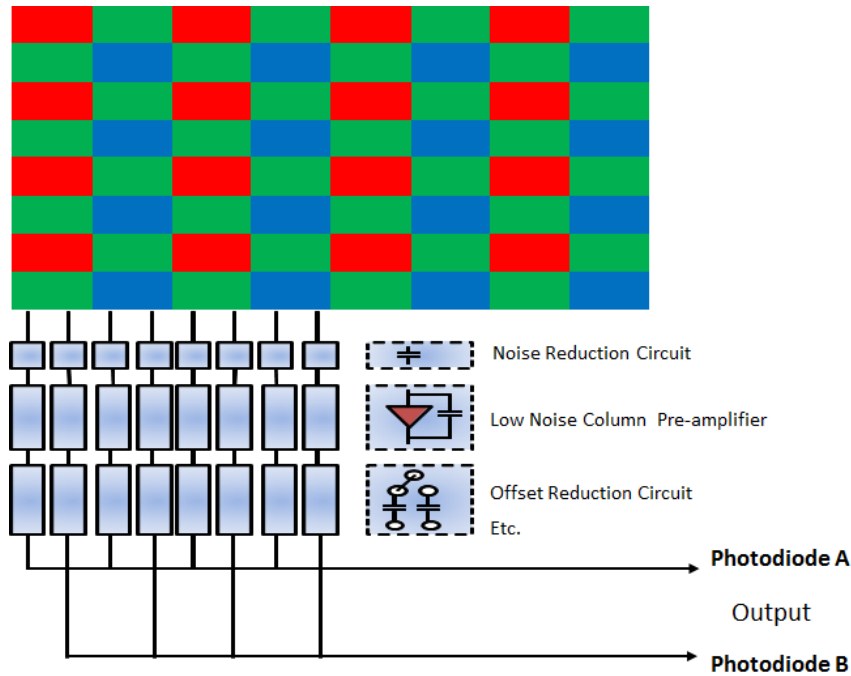 Noise Reduction Circuit
Low Noise Column Pre-amplifier
Offset Reduction Circuit
Etc.
Photodiode A
Output
Photodiode B